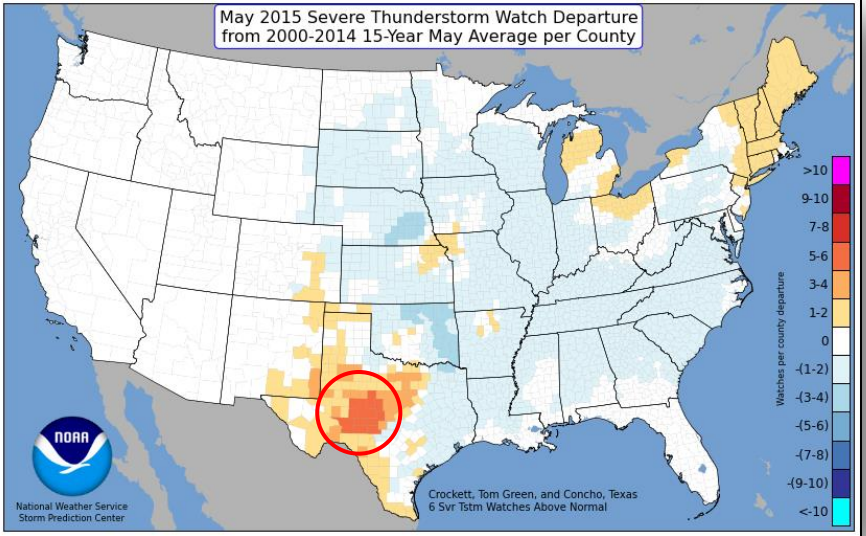 May 2015 Severe Thunderstorm Watch Departure
from 2000-2014 15-Year May Average per County
>10
9-10
7-8
5-6
3-4
1-2
0
-(1-2)
-(3-4)
-(5-6)
-(7-8)
-(9-10)
<-10
Watches per county departure
NOAA
National Weather Service
Storm Prediction Center
Crockett, Tom Green, and Concho, Texas
6 Svr Tstm Watches Above Normal